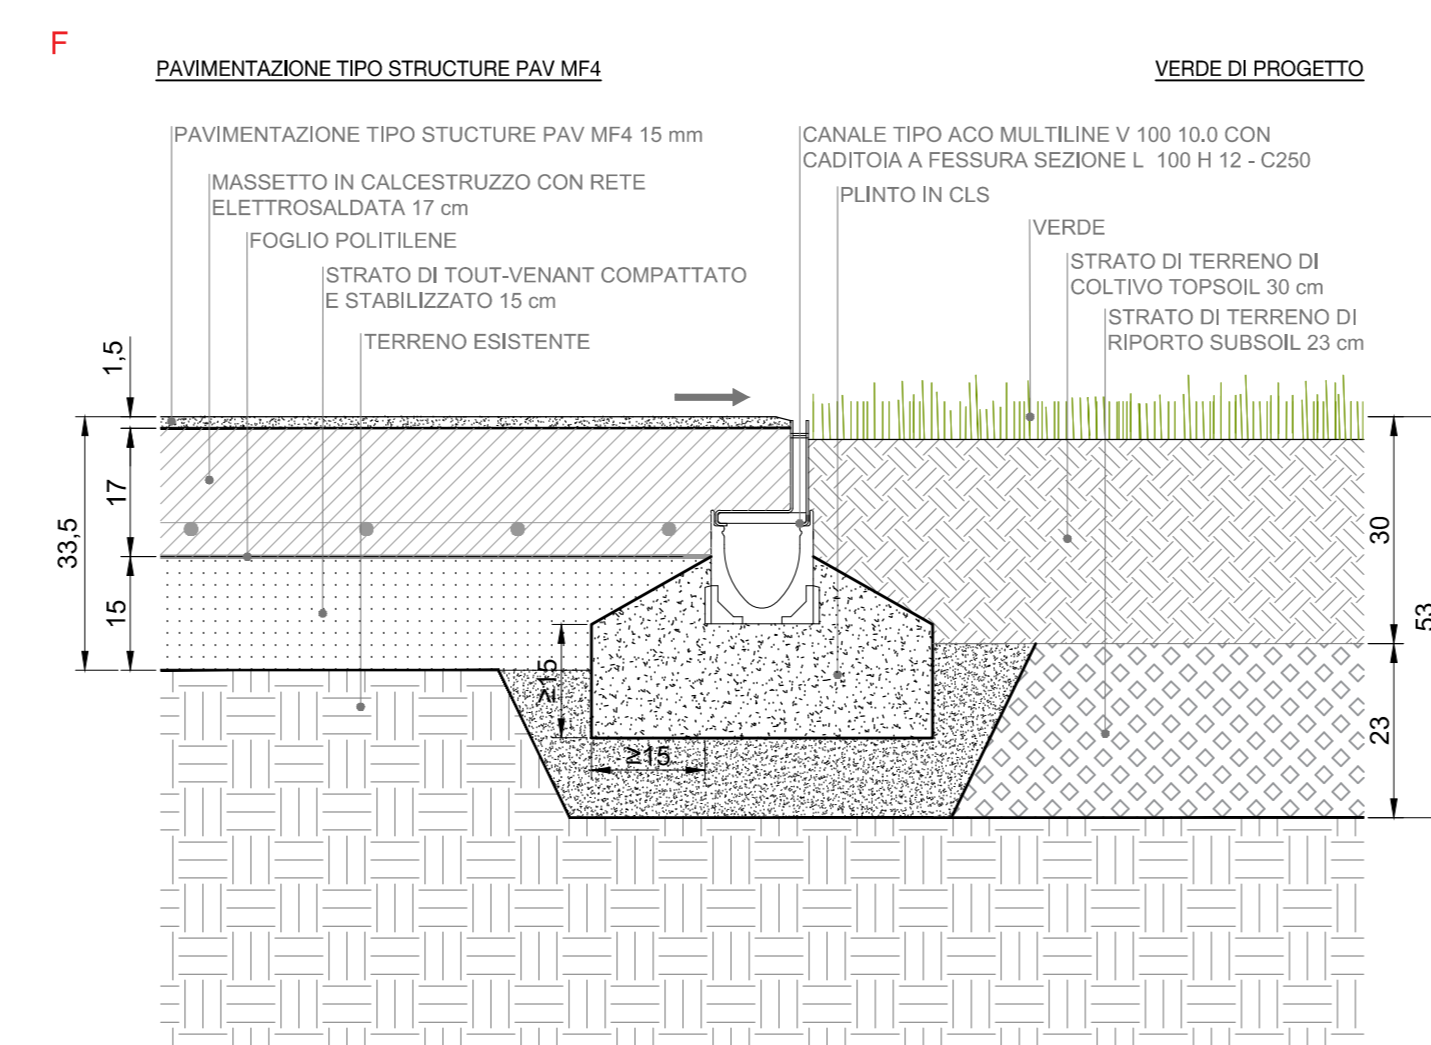 F
PAVIMENTAZIONE TIPO STRUCTURE PAV MF4
VERDE DI PROGETTO
PAVIMENTAZIONE TIPO STUCTURE PAV MF4 15 mm
MASSETTO IN CALCESTRUZZO CON RETE
ELETTROSALDATA 17 cm
FOGLIO POLITILENE
STRATO DI TOUT-VENANT COMPATTATO
E STABILIZZATO 15 cm
TERRENO ESISTENTE
CANALE TIPO ACO MULTILINE V 100 10.0 CON
CADITOIA A FESSURA SEZIONE L 100 H 12 - C250
PLINTO IN CLS
VERDE
STRATO DI TERRENO DI
COLTIVO TOPSOIL 30 cm
STRATO DI TERRENO DI
RIPORTO SUBSOIL 23 cm
1,5
17
33,5
15
≥15
≥15
30
53
23